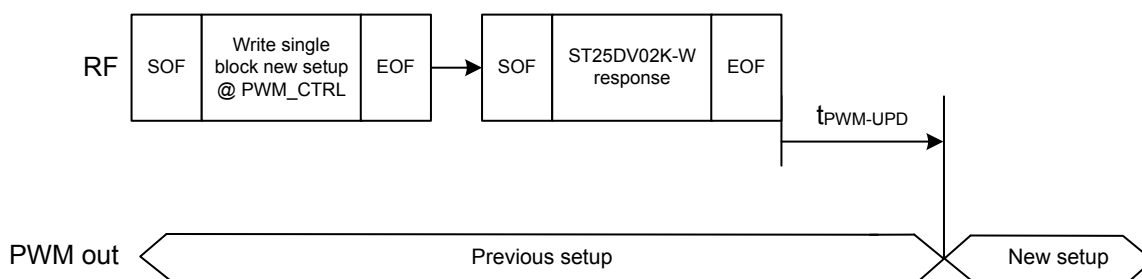 RF
SOF
Write single
block new setup
@ PWM_CTRL
EOF
SOF
ST25DV02K-W
response
EOF
tPWM-UPD
PWM out
Previous setup
New setup